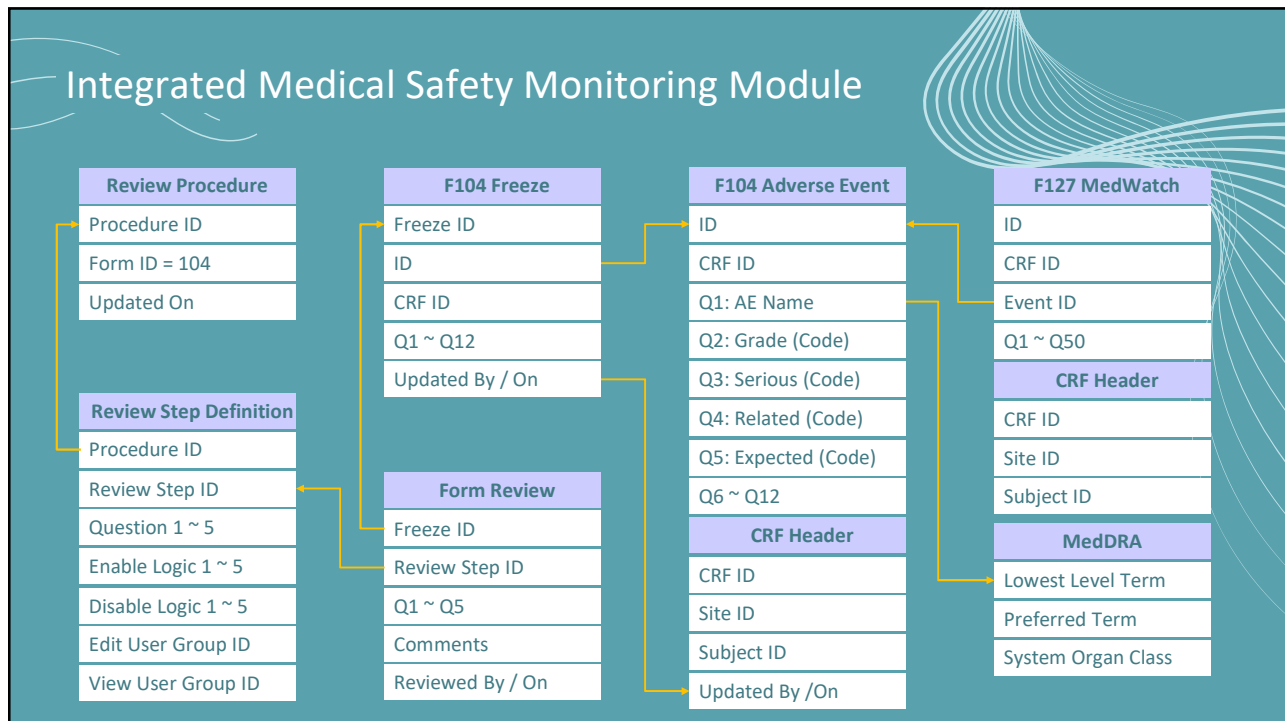 Integrated Medical Safety Monitoring Module
Review Procedure
Procedure ID
Form ID = 104
Updated On
Review Step Definition
Procedure ID
Review Step ID
Question 1 ~ 5
Enable Logic 1 ~ 5
Disable Logic 1 ~ 5
Edit User Group ID
View User Group ID
F104 Freeze
Freeze ID
ID
CRF ID
Q1 ~ Q12
Updated By / On
Form Review
Freeze ID
Review Step ID
Q1 ~ Q5
Comments
Reviewed By / On
F104 Adverse Event
ID
CRF ID
Q1: AE Name
Q2: Grade (Code)
Q3: Serious (Code)
Q4: Related (Code)
Q5: Expected (Code)
Q6 ~ Q12
CRF Header
CRF ID
Site ID
Subject ID
Updated By /On
F127 MedWatch
ID
CRF ID
Event ID
Q1 ~ Q50
CRF Header
CRF ID
Site ID
Subject ID
MedDRA
Lowest Level Term
Preferred Term
System Organ Class